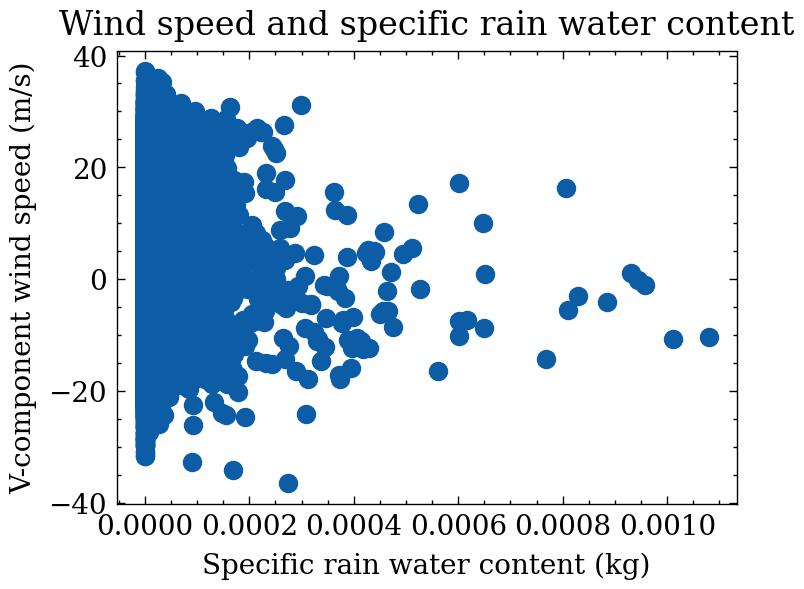 Wind speed and specific rain water content
40
20
0
−20
−40
V-component wind speed (m/s)
0.0000 0.0002 0.0004 0.0006 0.0008 0.0010
Specific rain water content (kg)